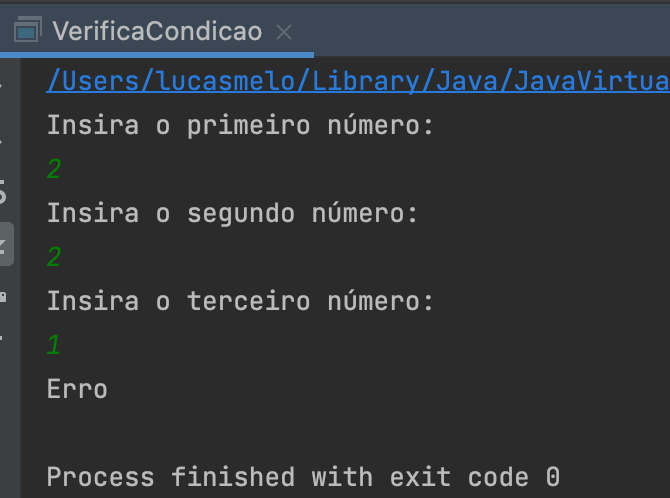 VerificaCondicao
/Users/lucasmelo/Library/Java/JavaVirtua
Insira o primeiro número:
2
Insira o segundo número:
2
Insira o terceiro número:
1
Erro
Process finished with exit code 0